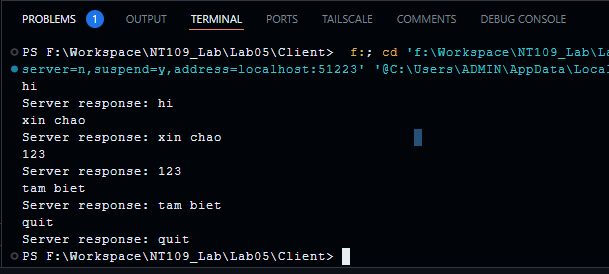 PROBLEMS 1 OUTPUT TERMINAL PORTS TAILSCALE COMMENTS DEBUG CONSOLE
PS F:\Workspace\NT109_Lab\Lab05\Client>  f:; cd 'f:\Workspace\NT109_Lab\La
server=n,suspend=y,address=localhost:51223' '@C:\Users\ADMIN\AppData\Local
hi
Server response: hi
xin chao
Server response: xin chao
123
Server response: 123
tam biet
Server response: tam biet
quit
Server response: quit
PS F:\Workspace\NT109_Lab\Lab05\Client>